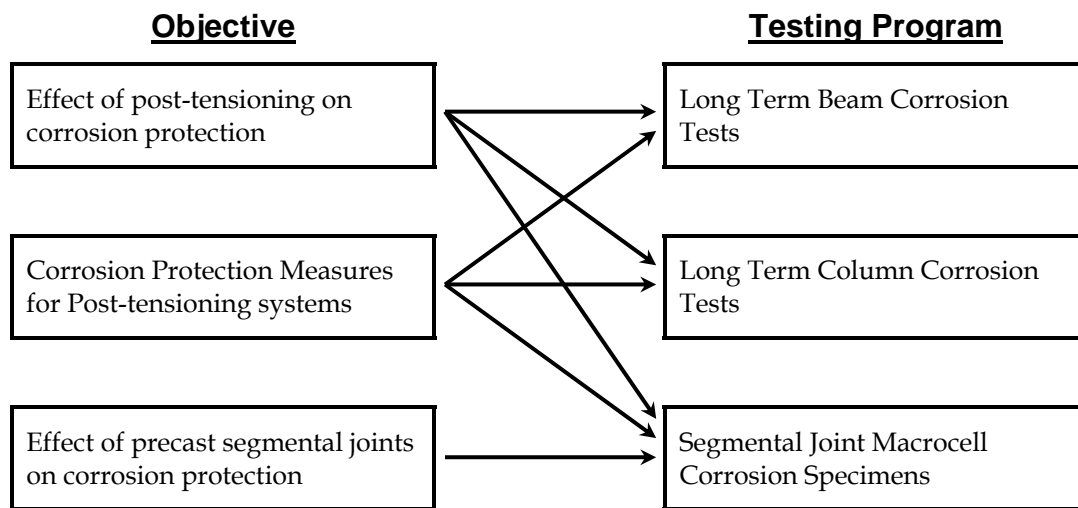 Objective
Testing Program
Effect of post-tensioning on
corrosion protection
Long Term Beam Corrosion
Tests
Corrosion Protection Measures
for Post-tensioning systems
Long Term Column Corrosion
Tests
Effect of precast segmental joints
on corrosion protection
Segmental Joint Macrocell
Corrosion Specimens